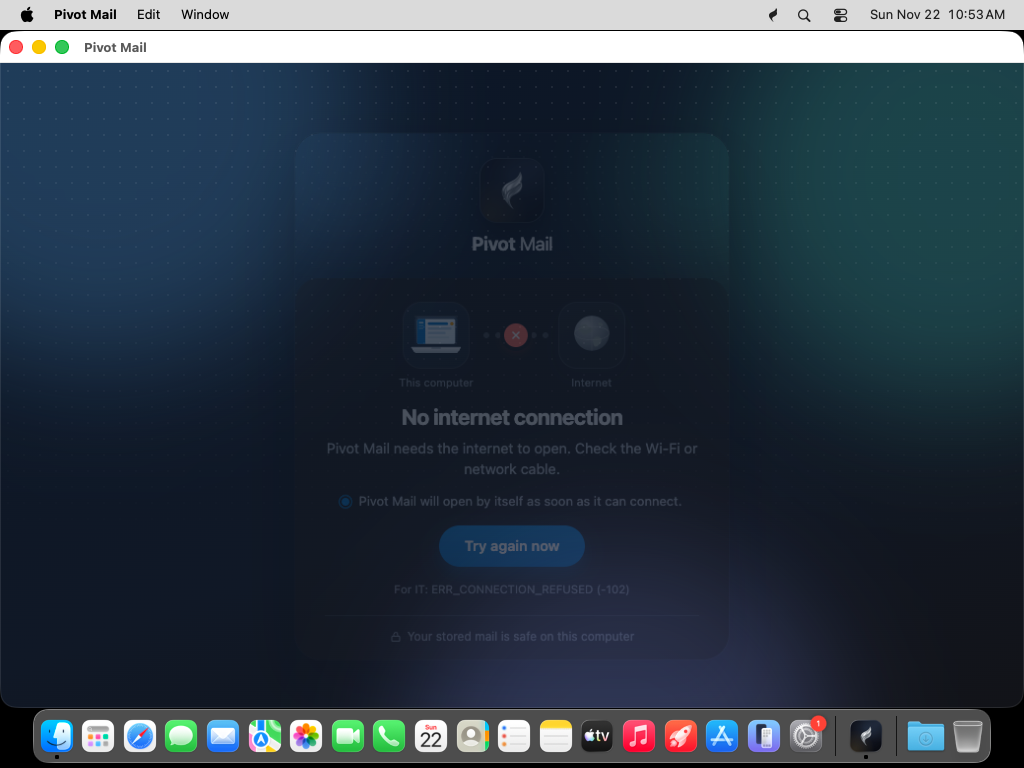 Pivot Mail Edit Window Sun Nov 22 10:53 AM
Pivot Mail
Pivot Mail
This computer Internet
No internet connection
Pivot Mail needs the internet to open. Check the Wi-Fi or
network cable.
Pivot Mail will open by itself as soon as it can connect.
Try again now
For IT: ERR_CONNECTION_REFUSED (-102)
Your stored mail is safe on this computer
Sun
22
tv
1